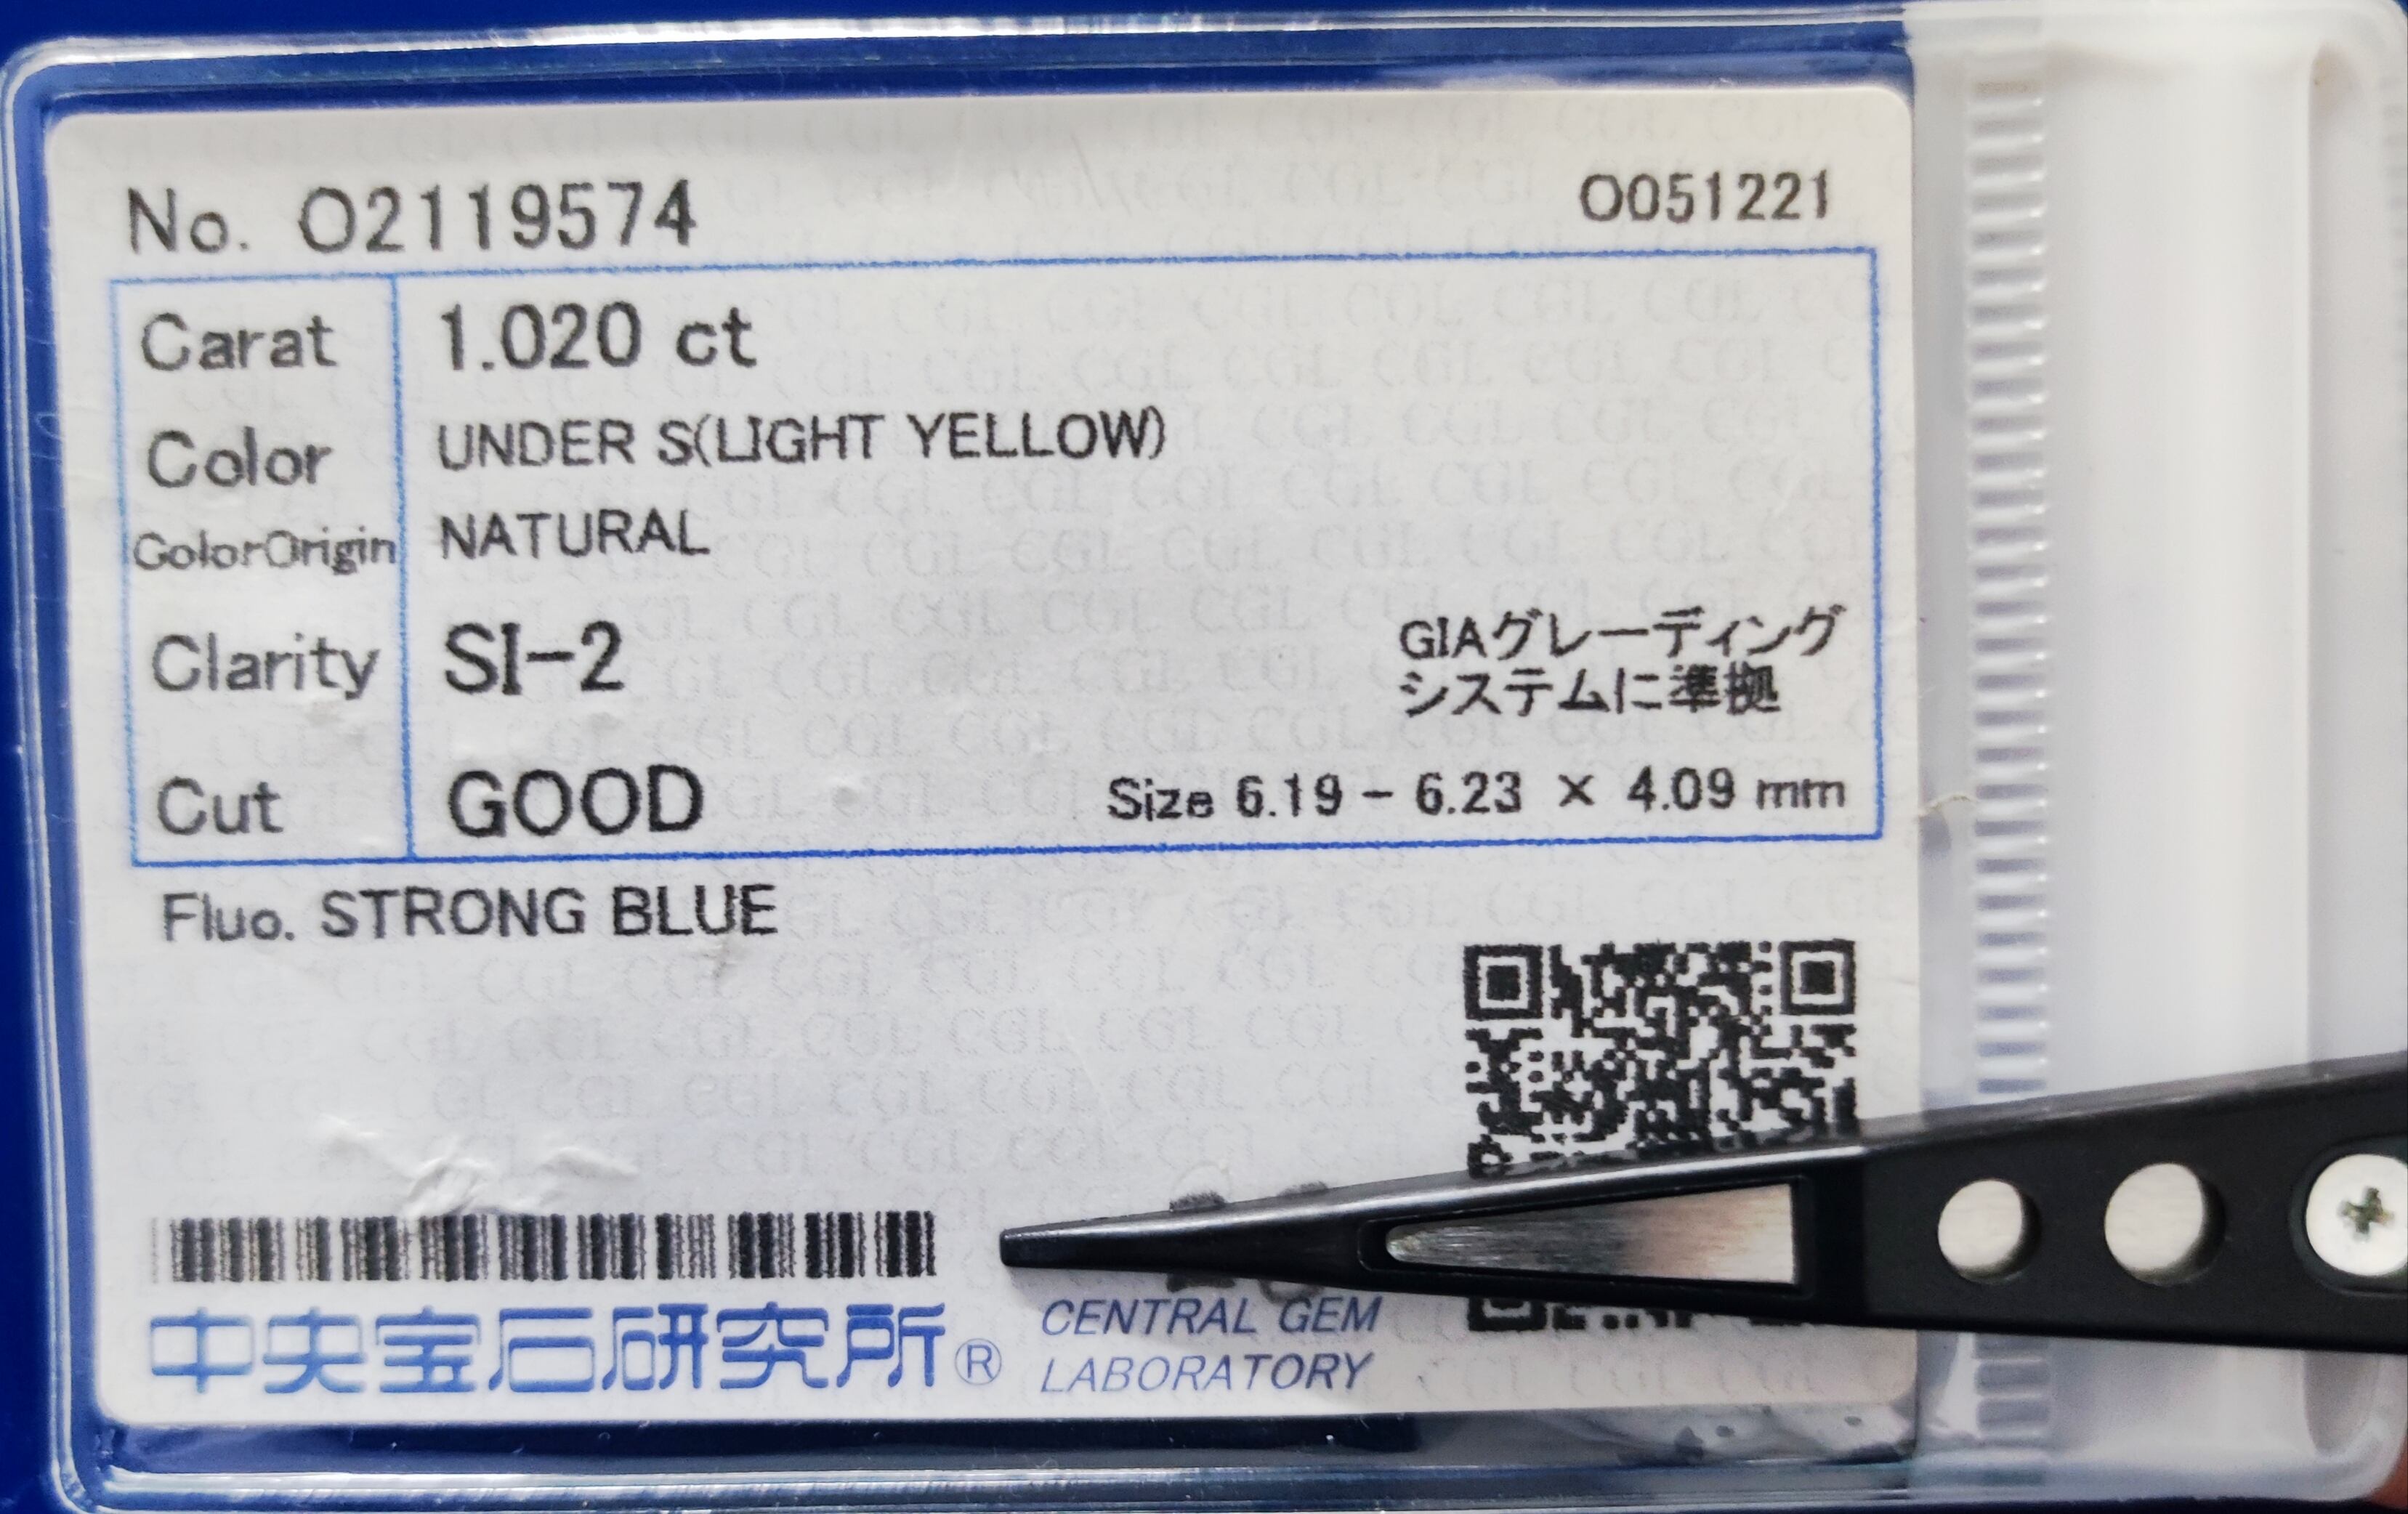 No. O2119574 O051221
Carat 1.020 ct
Color UNDER S(LIGHT YELLOW)
ColorOrigin NATURAL
Clarity SI-2
GIAグレーディング
システムに準拠
Cut GOOD Size 6.19 - 6.23 × 4.09 mm
Fluo. STRONG BLUE
中央宝石研究所® CENTRAL GEM
LABORATORY